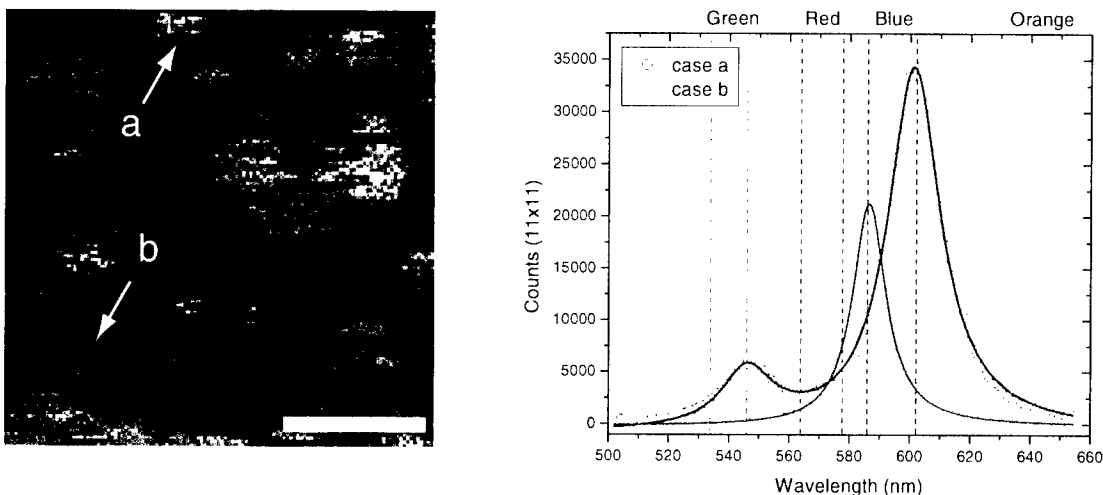 a
b
Green Red Blue Orange
case a
case b
35000
30000
25000
20000
15000
10000
5000
0
Counts (11x11)
500 520 540 560 580 600 620 640 660
Wavelength (nm)